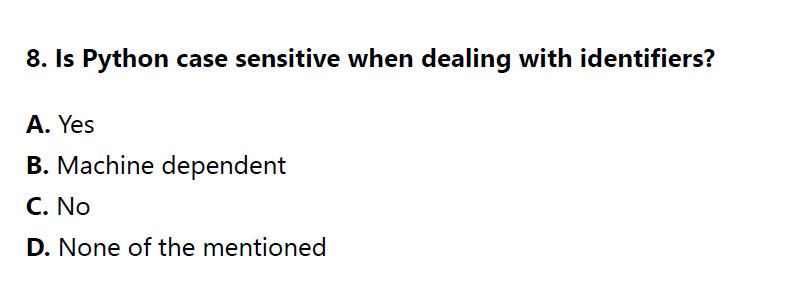 8. Is Python case sensitive when dealing with identifiers?
A. Yes
B. Machine dependent
C. No
D. None of the mentioned